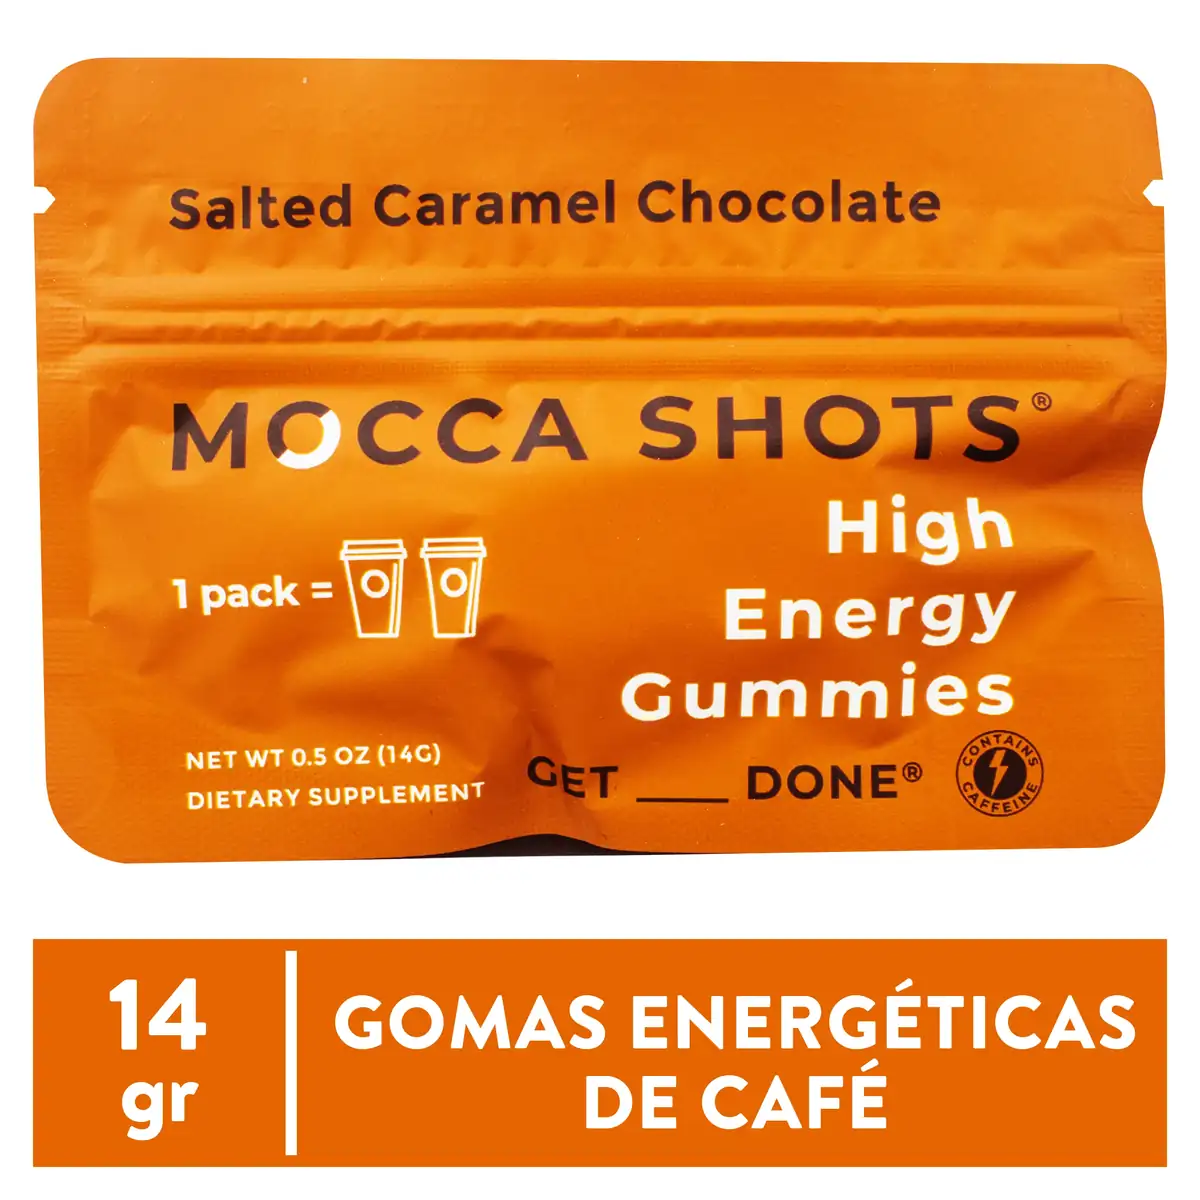 Salted Caramel Chocolate
MOCCA SHOTS®
High
Energy
Gummies
1 pack =
NET WT 0.5 OZ (14G)
DIETARY SUPPLEMENT
GET ___ DONE®
CONTAINS
CAFFEINE
14
gr
GOMAS ENERGÉTICAS
DE CAFÉ